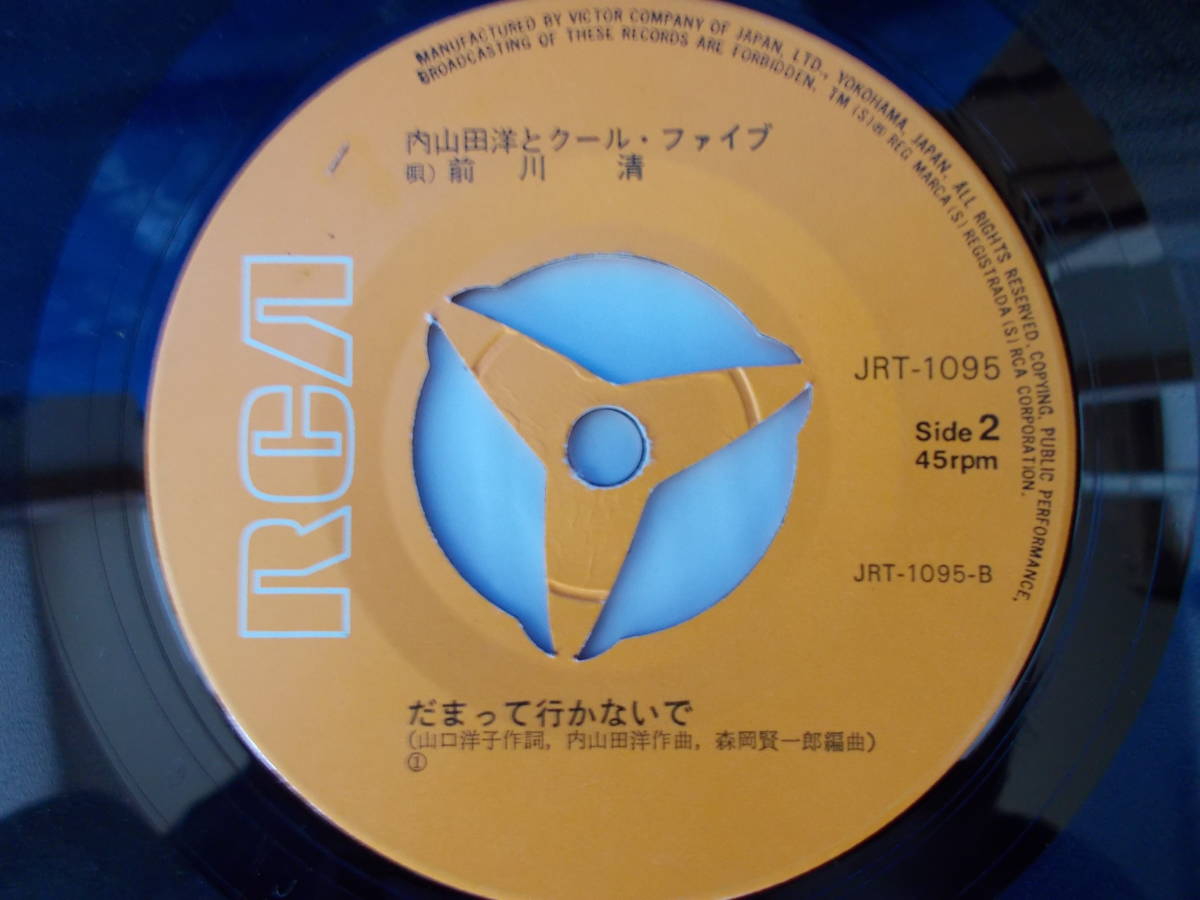 MANUFACTURED BY VICTOR COMPANY OF JAPAN, LTD., YOKOHAMA, JAPAN. ALL RIGHTS RESERVED. COPYING, PUBLIC PERFORMANCE,
BROADCASTING OF THESE RECORDS ARE FORBIDDEN. TM(S)® REG MARCA(S) REGISTRADA(S) RCA CORPORATION.
内山田洋とクール・ファイブ
唄) 前川 清
RCA
JRT-1095
Side 2
45rpm
JRT-1095-B
だまって行かないで
(山口洋子作詞, 内山田洋作曲, 森岡賢一郎編曲)
①